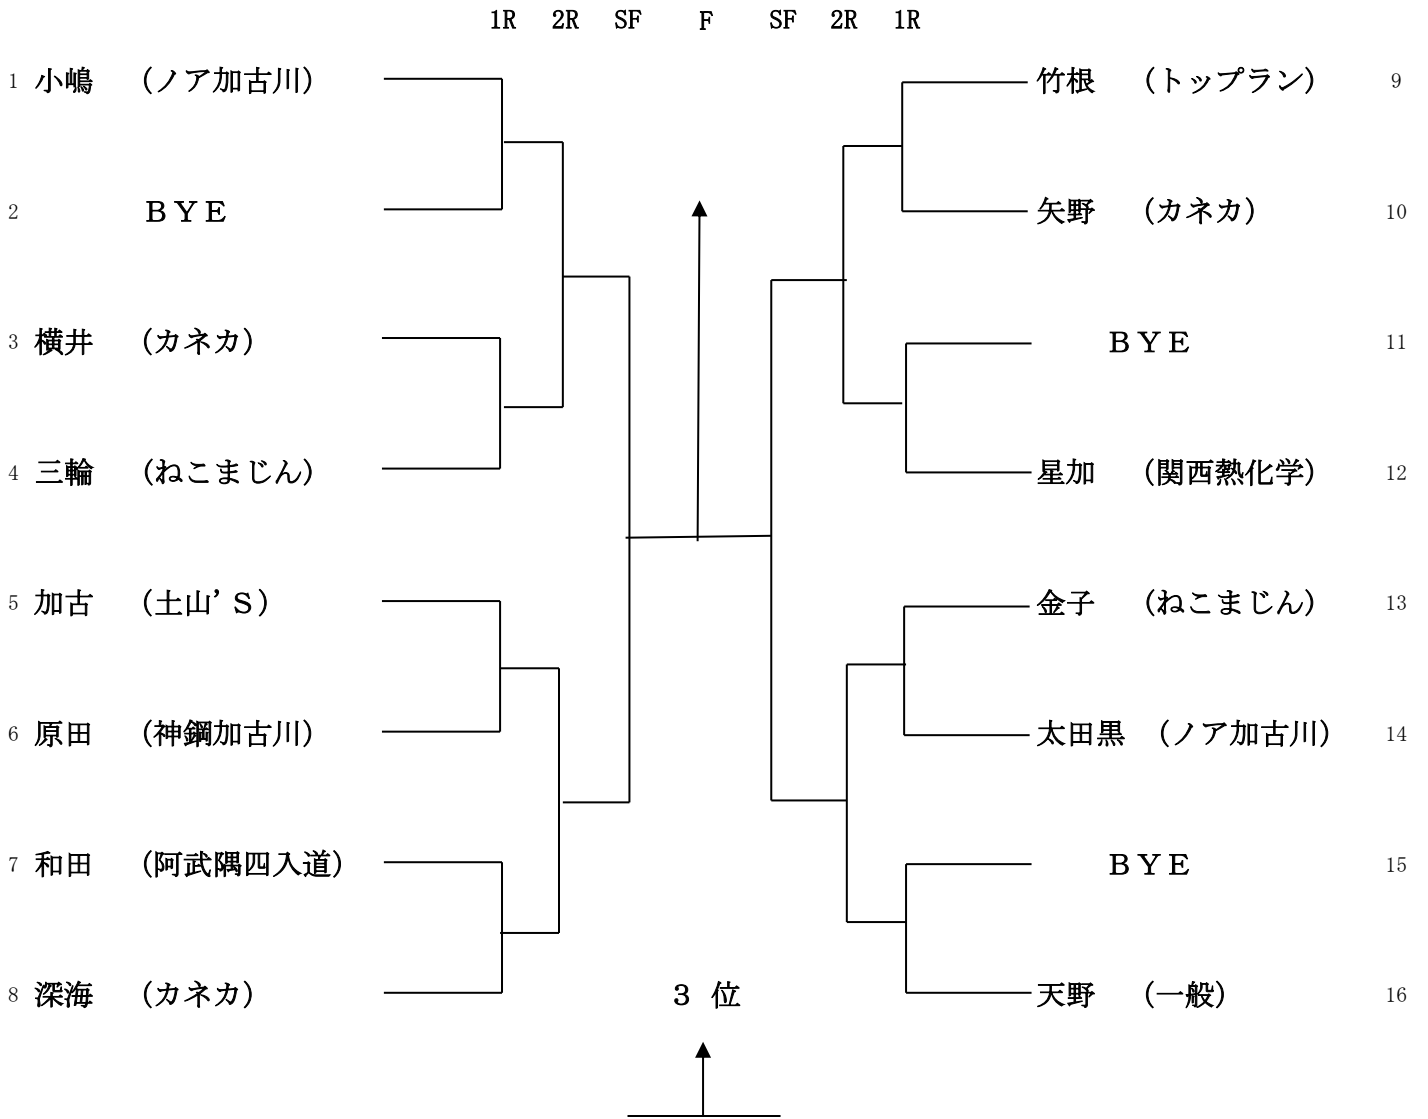 1R 2R SF F SF 2R 1R
1 小嶋 (ノア加古川) 竹根 (トップラン) 9
2 BYE 矢野 (カネカ) 10
3 横井 (カネカ) BYE 11
4 三輪 (ねこまじん) 星加 (関西熱化学) 12
5 加古 (土山’S) 金子 (ねこまじん) 13
6 原田 (神鋼加古川) 太田黒 (ノア加古川) 14
7 和田 (阿武隅四入道) BYE 15
8 深海 (カネカ) 3 位 天野 (一般) 16